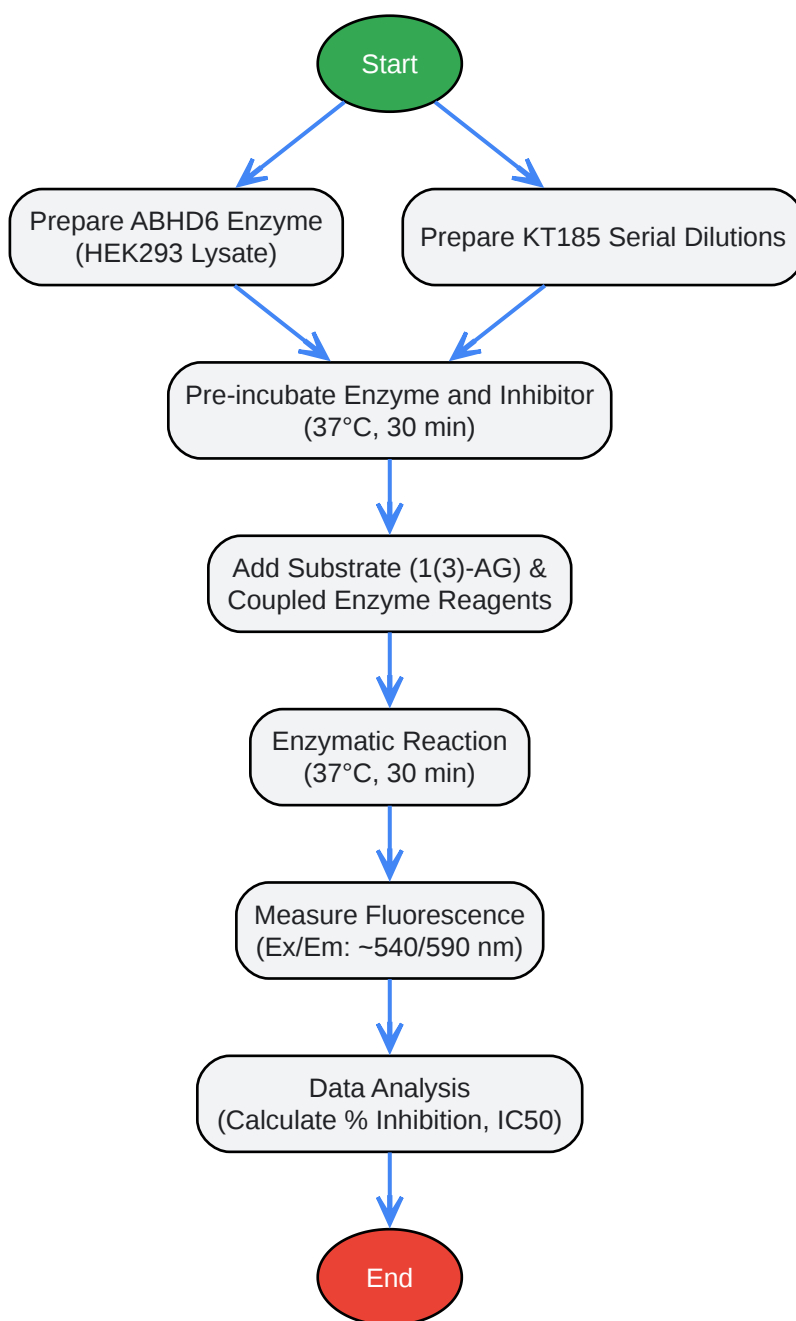 Start
Prepare ABHD6 Enzyme
(HEK293 Lysate)
Prepare KT185 Serial Dilutions
Pre-incubate Enzyme and Inhibitor
(37°C, 30 min)
Add Substrate (1(3)-AG) &
Coupled Enzyme Reagents
Enzymatic Reaction
(37°C, 30 min)
Measure Fluorescence
(Ex/Em: ~540/590 nm)
Data Analysis
(Calculate % Inhibition, IC50)
End